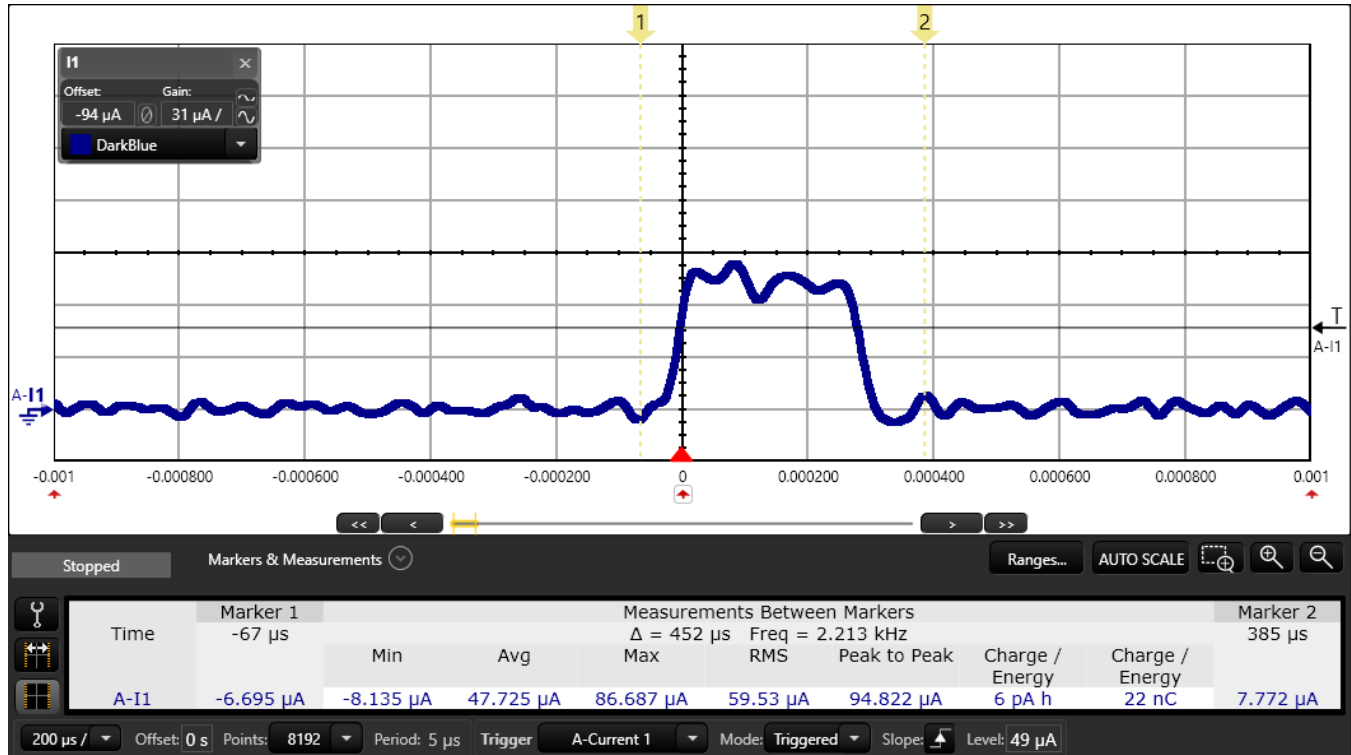 1 2
I1 ×
Offset: Gain:
-94 µA 31 µA /
DarkBlue
T
A-I1
A-I1
-0.001 -0.000800 -0.000600 -0.000400 -0.000200 0 0.000200 0.000400 0.000600 0.000800 0.001
<< < > >>
Stopped Markers & Measurements Ranges... AUTO SCALE
Marker 1 Measurements Between Markers Marker 2
Time -67 µs Δ = 452 µs Freq = 2.213 kHz 385 µs
Min Avg Max RMS Peak to Peak Charge / Charge /
Energy Energy
A-I1 -6.695 µA -8.135 µA 47.725 µA 86.687 µA 59.53 µA 94.822 µA 6 pA h 22 nC 7.772 µA
200 µs / Offset: 0 s Points: 8192 Period: 5 µs Trigger A-Current 1 Mode: Triggered Slope: Level: 49 µA